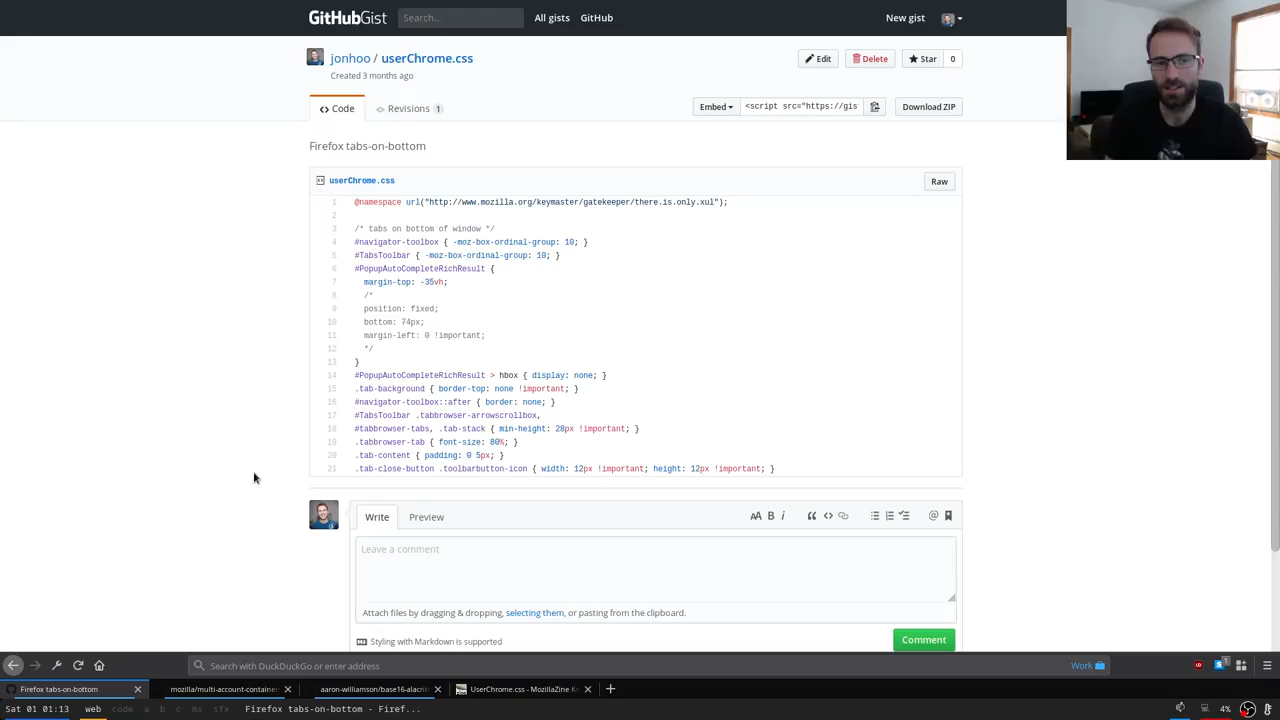 GitHub Gist Search... All gists GitHub New gist
jonhoo / userChrome.css Edit Delete Star 0
Created 3 months ago
Code Revisions 1 Embed <script src="https://gis Download ZIP
Firefox tabs-on-bottom
userChrome.css Raw
1 @namespace url("http://www.mozilla.org/keymaster/gatekeeper/there.is.only.xul");
2
3 /* tabs on bottom of window */
4 #navigator-toolbox { -moz-box-ordinal-group: 10; }
5 #TabsToolbar { -moz-box-ordinal-group: 10; }
6 #PopupAutoCompleteRichResult {
7 margin-top: -35vh;
8 /*
9 position: fixed;
10 bottom: 74px;
11 margin-left: 0 !important;
12 */
13 }
14 #PopupAutoCompleteRichResult > hbox { display: none; }
15 .tab-background { border-top: none !important; }
16 #navigator-toolbox::after { border: none; }
17 #TabsToolbar .tabbrowser-arrowscrollbox,
18 #tabbrowser-tabs, .tab-stack { min-height: 28px !important; }
19 .tabbrowser-tab { font-size: 80%; }
20 .tab-content { padding: 0 5px; }
21 .tab-close-button .toolbarbutton-icon { width: 12px !important; height: 12px !important; }
Write Preview AA B i @
Leave a comment
Attach files by dragging & dropping, selecting them, or pasting from the clipboard.
Styling with Markdown is supported Comment
Search with DuckDuckGo or enter address Work 1
Firefox tabs-on-bottom mozilla/multi-account-container aaron-williamson/base16-alacrit UserChrome.css - MozillaZine K
Sat 01 01:13 web code a b c mx sfx Firefox tabs-on-bottom - Firef... 4%